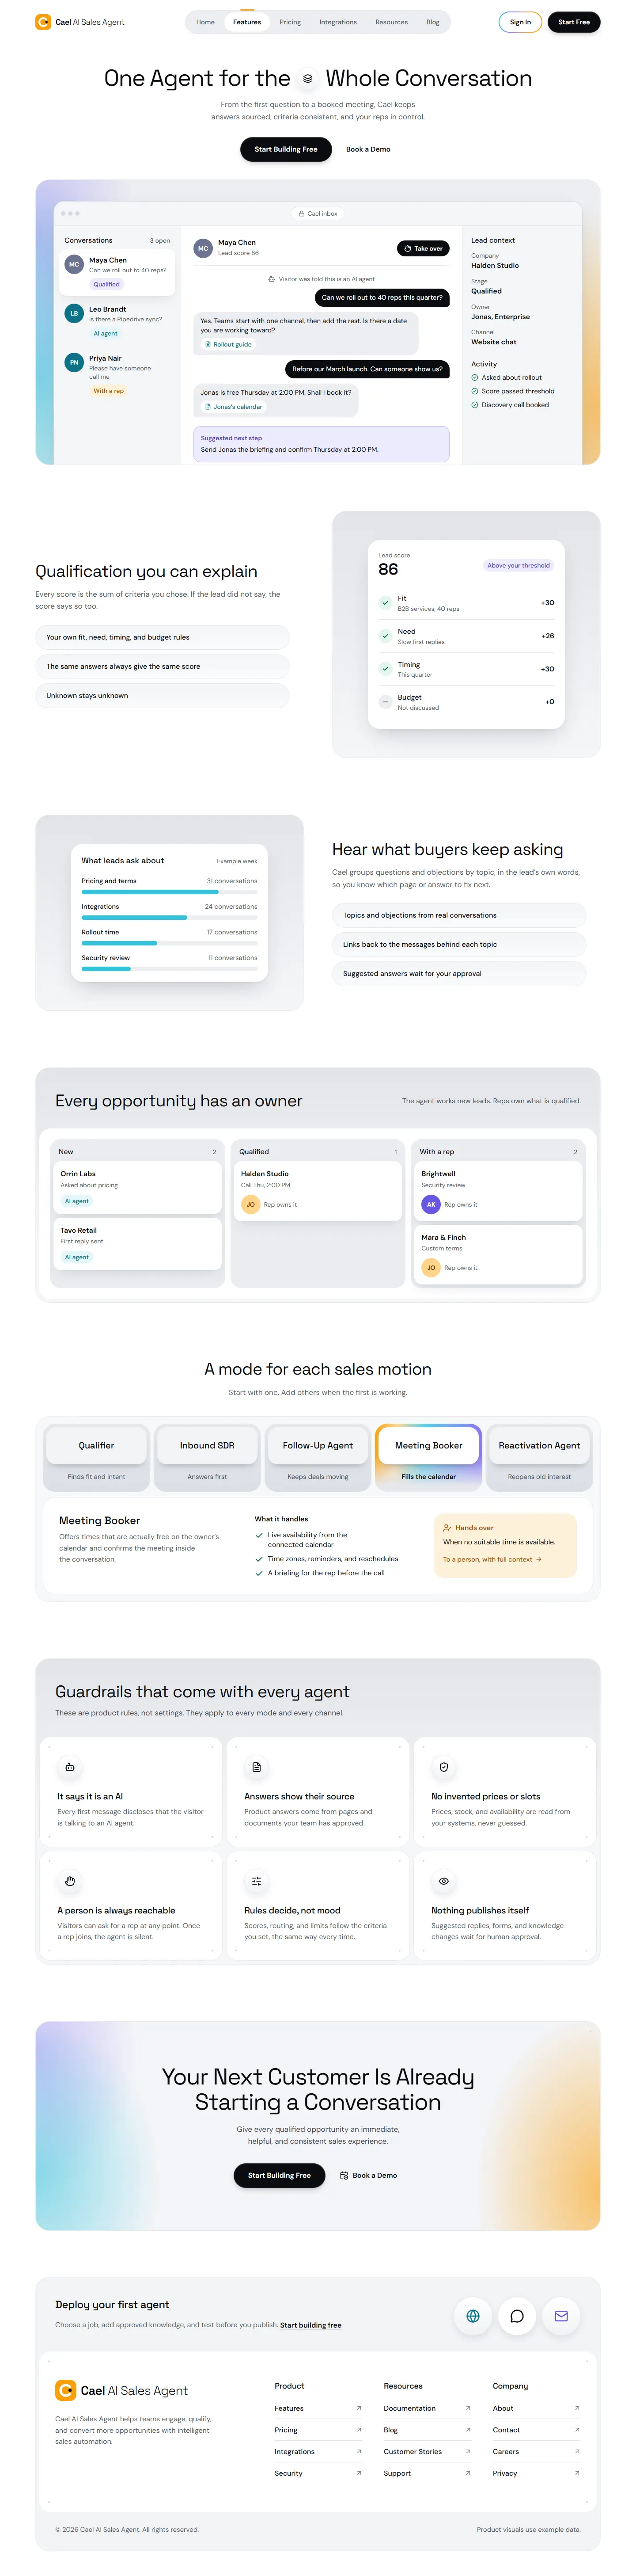 Cael AI Sales Agent
Home Features Pricing Integrations Resources Blog
Sign In
Start Free
One Agent for the Whole Conversation
From the first question to a booked meeting, Cael keeps
answers sourced, criteria consistent, and your reps in control.
Start Building Free
Book a Demo
Cael inbox
Conversations
3 open
MC
Maya Chen
Can we roll out to 40 reps?
Qualified
LB
Leo Brandt
Is there a Pipedrive sync?
AI agent
PN
Priya Nair
Please have someone
call me
With a rep
MC
Maya Chen
Lead score 86
Take over
Visitor was told this is an AI agent
Can we roll out to 40 reps this quarter?
Yes. Teams start with one channel, then add the rest. Is there a date
you are working toward?
Rollout guide
Before our March launch. Can someone show us?
Jonas is free Thursday at 2:00 PM. Shall I book it?
Jonas's calendar
Suggested next step
Send Jonas the briefing and confirm Thursday at 2:00 PM.
Lead context
Company
Halden Studio
Stage
Qualified
Owner
Jonas, Enterprise
Channel
Website chat
Activity
Asked about rollout
Score passed threshold
Discovery call booked
Qualification you can explain
Every score is the sum of criteria you chose. If the lead did not say, the
score says so too.
Your own fit, need, timing, and budget rules
The same answers always give the same score
Unknown stays unknown
Lead score
86
Above your threshold
Fit
B2B services, 40 reps
+30
Need
Slow first replies
+26
Timing
This quarter
+30
Budget
Not discussed
+0
What leads ask about
Example week
Pricing and terms
31 conversations
Integrations
24 conversations
Rollout time
17 conversations
Security review
11 conversations
Hear what buyers keep asking
Cael groups questions and objections by topic, in the lead's own words,
so you know which page or answer to fix next.
Topics and objections from real conversations
Links back to the messages behind each topic
Suggested answers wait for your approval
Every opportunity has an owner
The agent works new leads. Reps own what is qualified.
New
2
Orrin Labs
Asked about pricing
AI agent
Tavo Retail
First reply sent
AI agent
Qualified
1
Halden Studio
Call Thu, 2:00 PM
JO
Rep owns it
With a rep
2
Brightwell
Security review
AK
Rep owns it
Mara & Finch
Custom terms
JO
Rep owns it
A mode for each sales motion
Start with one. Add others when the first is working.
Qualifier
Finds fit and intent
Inbound SDR
Answers first
Follow-Up Agent
Keeps deals moving
Meeting Booker
Fills the calendar
Reactivation Agent
Reopens old interest
Meeting Booker
Offers times that are actually free on the owner's
calendar and confirms the meeting inside
the conversation.
What it handles
Live availability from the
connected calendar
Time zones, reminders, and reschedules
A briefing for the rep before the call
Hands over
When no suitable time is available.
To a person, with full context →
Guardrails that come with every agent
These are product rules, not settings. They apply to every mode and every channel.
It says it is an AI
Every first message discloses that the visitor
is talking to an AI agent.
Answers show their source
Product answers come from pages and
documents your team has approved.
No invented prices or slots
Prices, stock, and availability are read from
your systems, never guessed.
A person is always reachable
Visitors can ask for a rep at any point. Once
a rep joins, the agent is silent.
Rules decide, not mood
Scores, routing, and limits follow the criteria
you set, the same way every time.
Nothing publishes itself
Suggested replies, forms, and knowledge
changes wait for human approval.
Your Next Customer Is Already
Starting a Conversation
Give every qualified opportunity an immediate,
helpful, and consistent sales experience.
Start Building Free
Book a Demo
Deploy your first agent
Choose a job, add approved knowledge, and test before you publish. Start building free
Cael AI Sales Agent
Cael AI Sales Agent helps teams engage, qualify,
and convert more opportunities with intelligent
sales automation.
Product
Features
Pricing
Integrations
Security
Resources
Documentation
Blog
Customer Stories
Support
Company
About
Contact
Careers
Privacy
© 2026 Cael AI Sales Agent. All rights reserved.
Product visuals use example data.